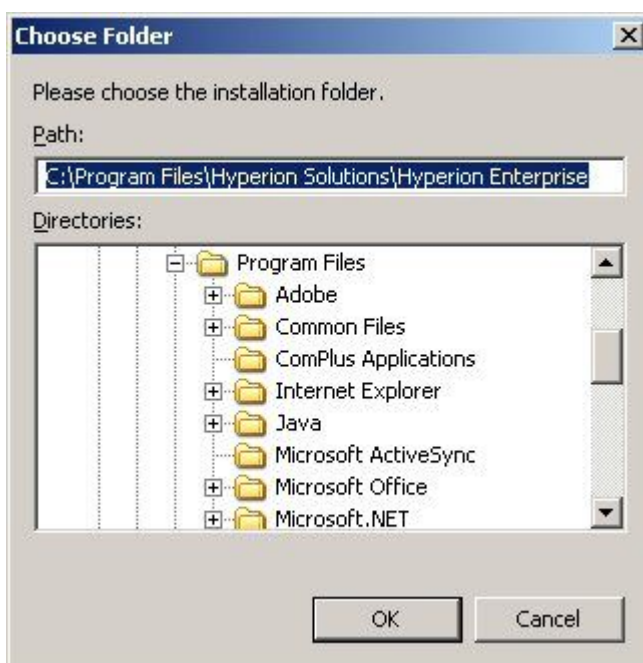 Choose Folder
Please choose the installation folder.
Path:
C:\Program Files\Hyperion Solutions\Hyperion Enterprise
Directories:
Program Files
Adobe
Common Files
ComPlus Applications
Internet Explorer
Java
Microsoft ActiveSync
Microsoft Office
Microsoft.NET
OK Cancel